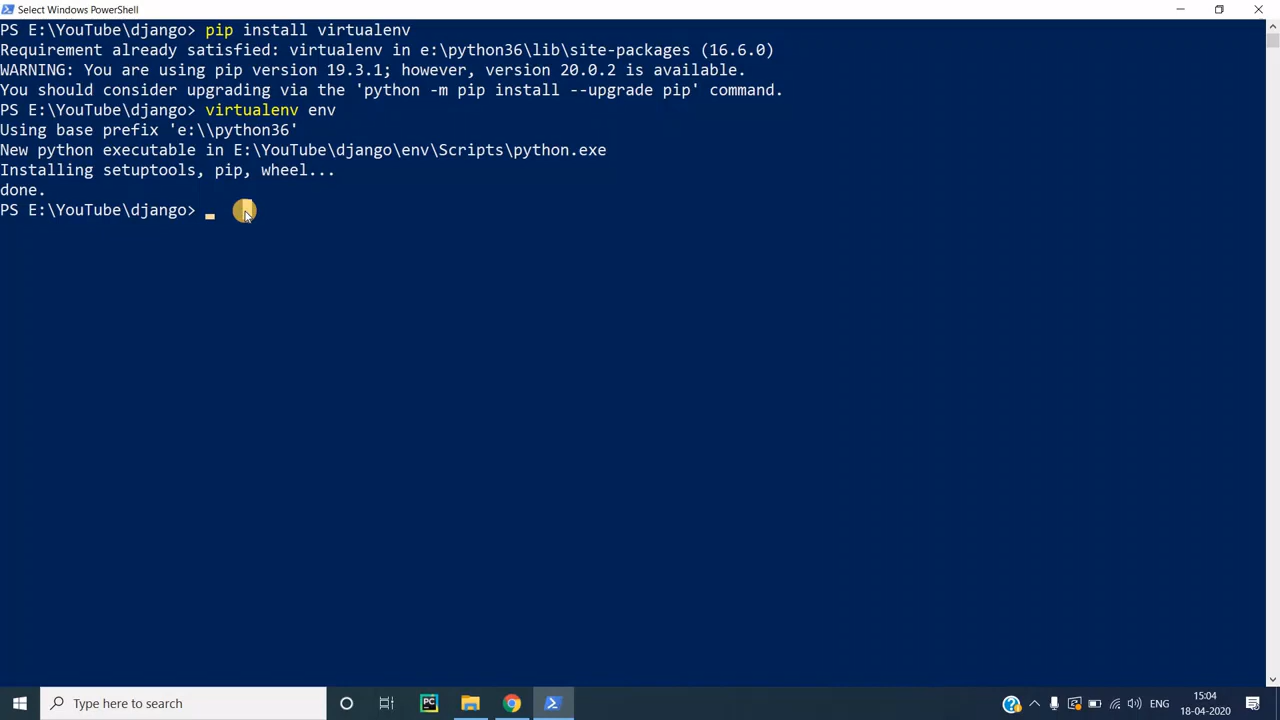 Select Windows PowerShell
PS E:\YouTube\django> pip install virtualenv
Requirement already satisfied: virtualenv in e:\python36\lib\site-packages (16.6.0)
WARNING: You are using pip version 19.3.1; however, version 20.0.2 is available.
You should consider upgrading via the 'python -m pip install --upgrade pip' command.
PS E:\YouTube\django> virtualenv env
Using base prefix 'e:\\python36'
New python executable in E:\YouTube\django\env\Scripts\python.exe
Installing setuptools, pip, wheel...
done.
PS E:\YouTube\django>
Type here to search
PC
ENG
15:04
18-04-2020